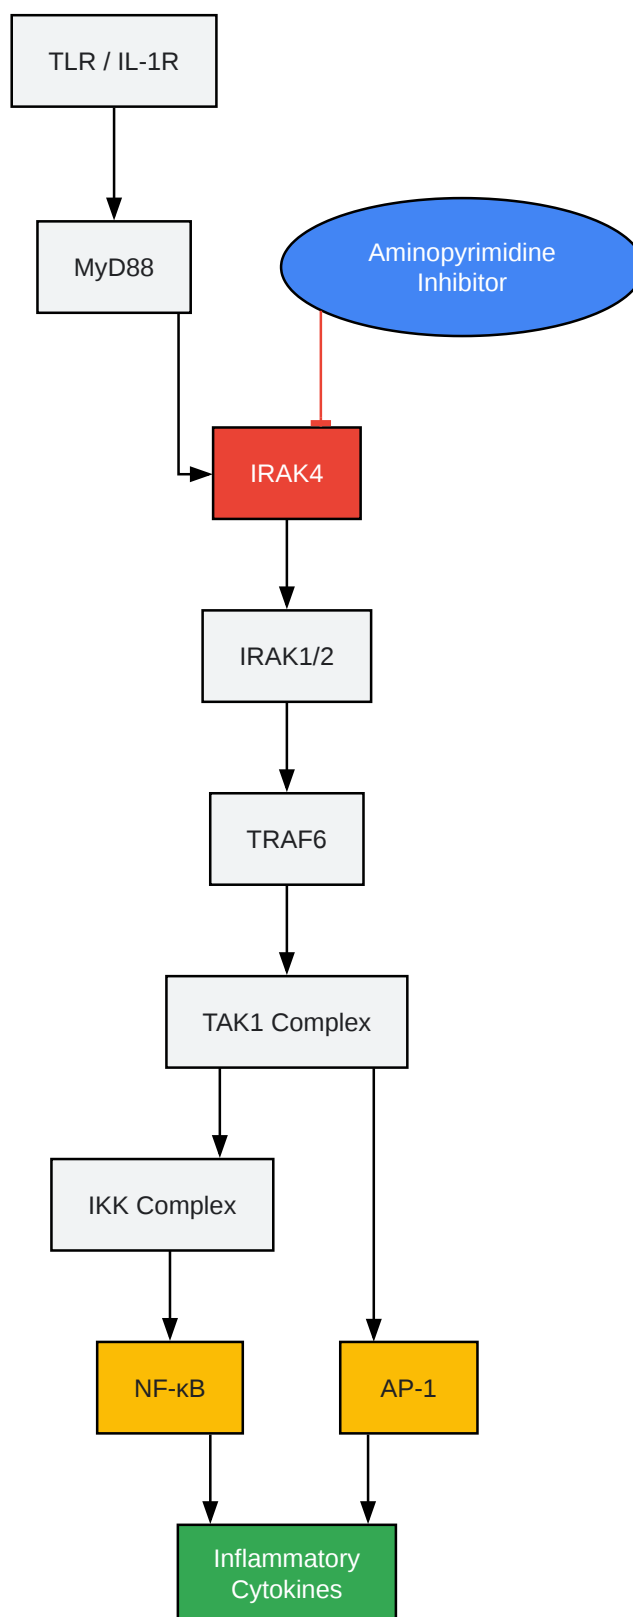 TLR / IL-1R
MyD88
Aminopyrimidine
Inhibitor
IRAK4
IRAK1/2
TRAF6
TAK1 Complex
IKK Complex
NF-κB
AP-1
Inflammatory
Cytokines